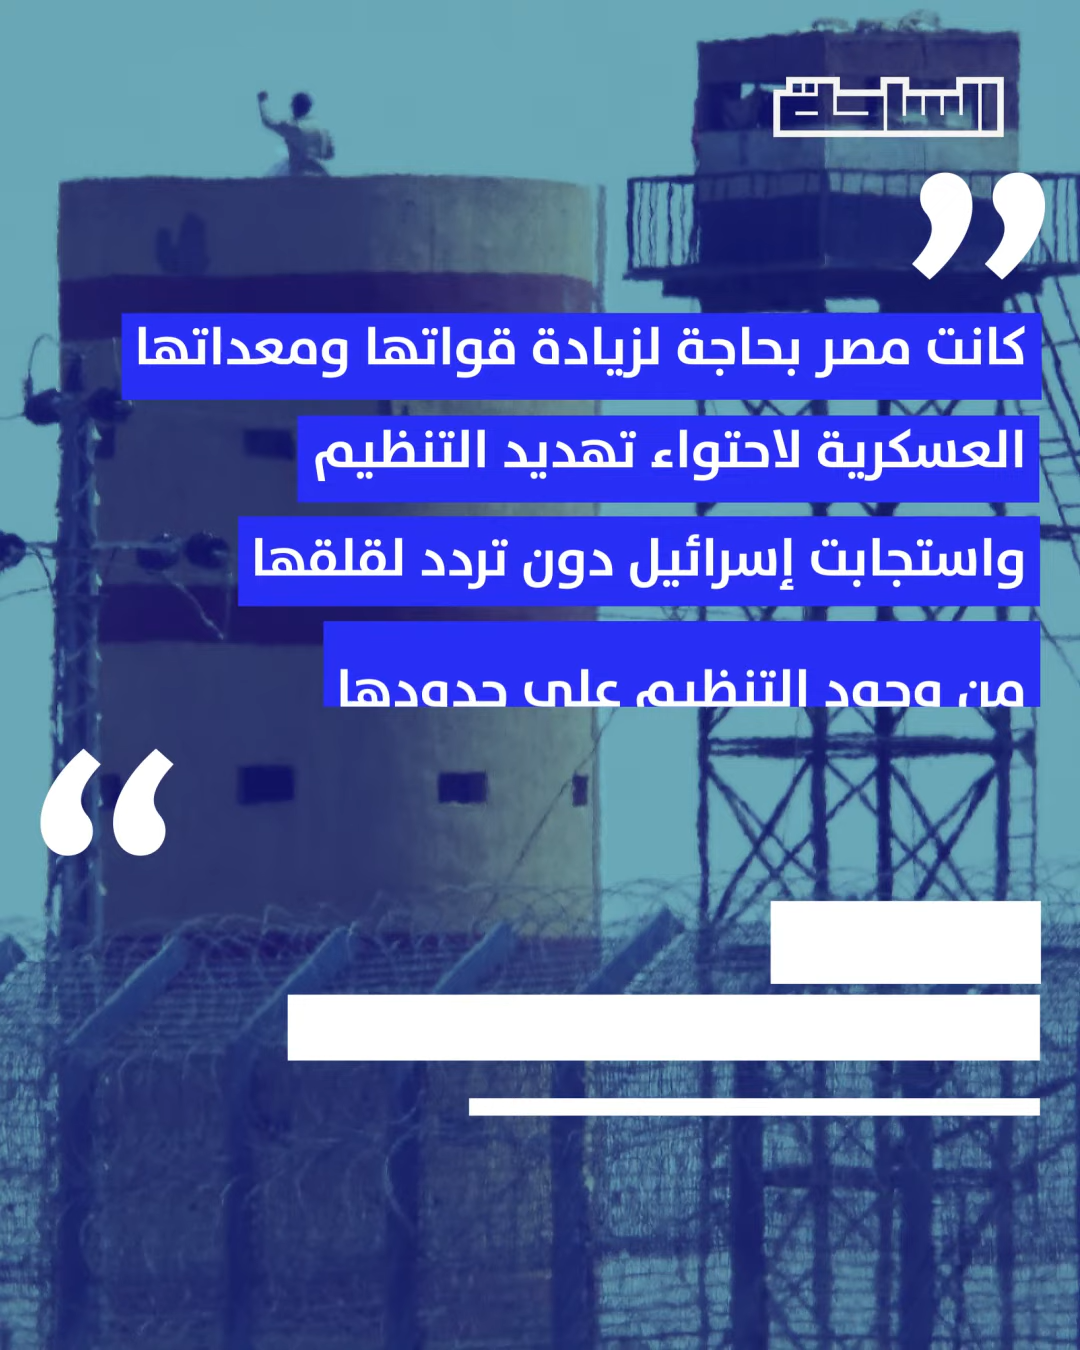 الساحة
كانت مصر بحاجة لزيادة قواتها ومعداتها
العسكرية لاحتواء تهديد التنظيم
واستجابت إسرائيل دون تردد لقلقها
من وجود التنظيم على حدودها